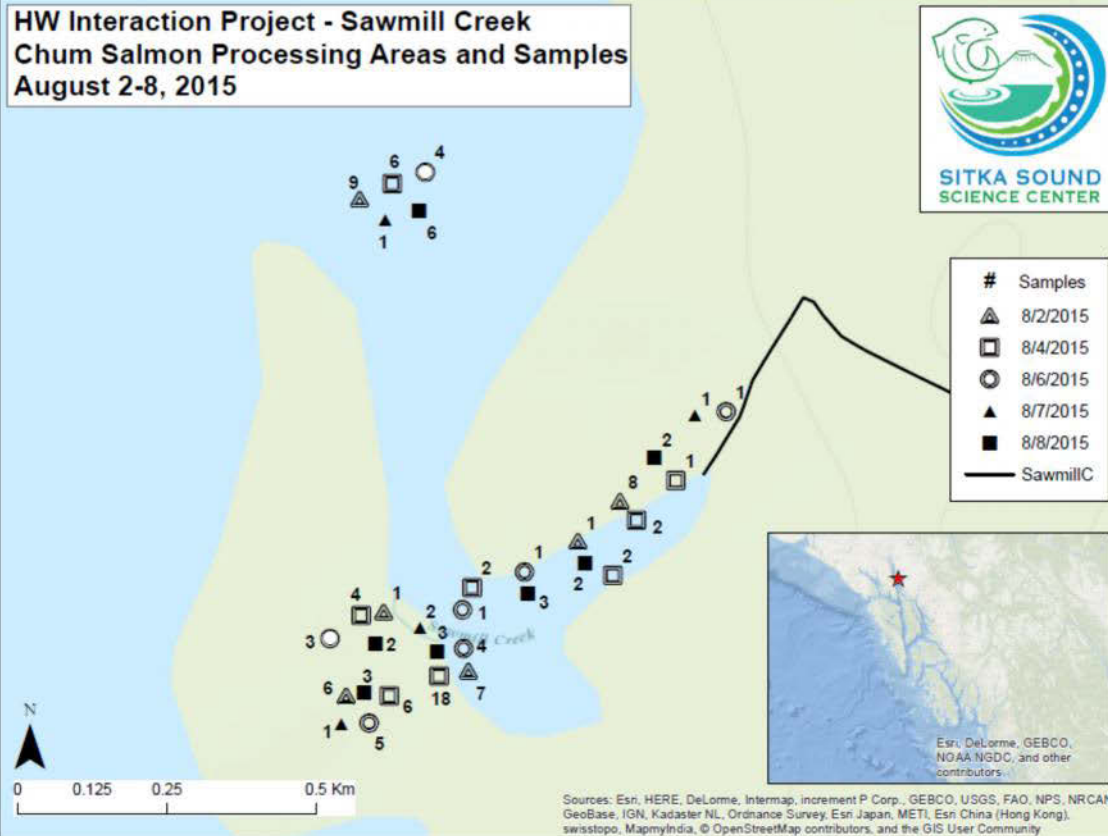 HW Interaction Project - Sawmill Creek
Chum Salmon Processing Areas and Samples
August 2-8, 2015
SITKA SOUND
SCIENCE CENTER
# Samples
8/2/2015
8/4/2015
8/6/2015
8/7/2015
8/8/2015
SawmillC
4
6
9
1
6
1
1
2
1
8
2
1
2
2
1
3
2
1
4
1
2
3
3
2
4
18
7
6
3
6
1
5
Sawmill Creek
N
0 0.125 0.25 0.5 Km
Esri, DeLorme, GEBCO,
NOAA NGDC, and other
contributors
Sources: Esri, HERE, DeLorme, Intermap, increment P Corp., GEBCO, USGS, FAO, NPS, NRCAN,
GeoBase, IGN, Kadaster NL, Ordnance Survey, Esri Japan, METI, Esri China (Hong Kong),
swisstopo, MapmyIndia, © OpenStreetMap contributors, and the GIS User Community